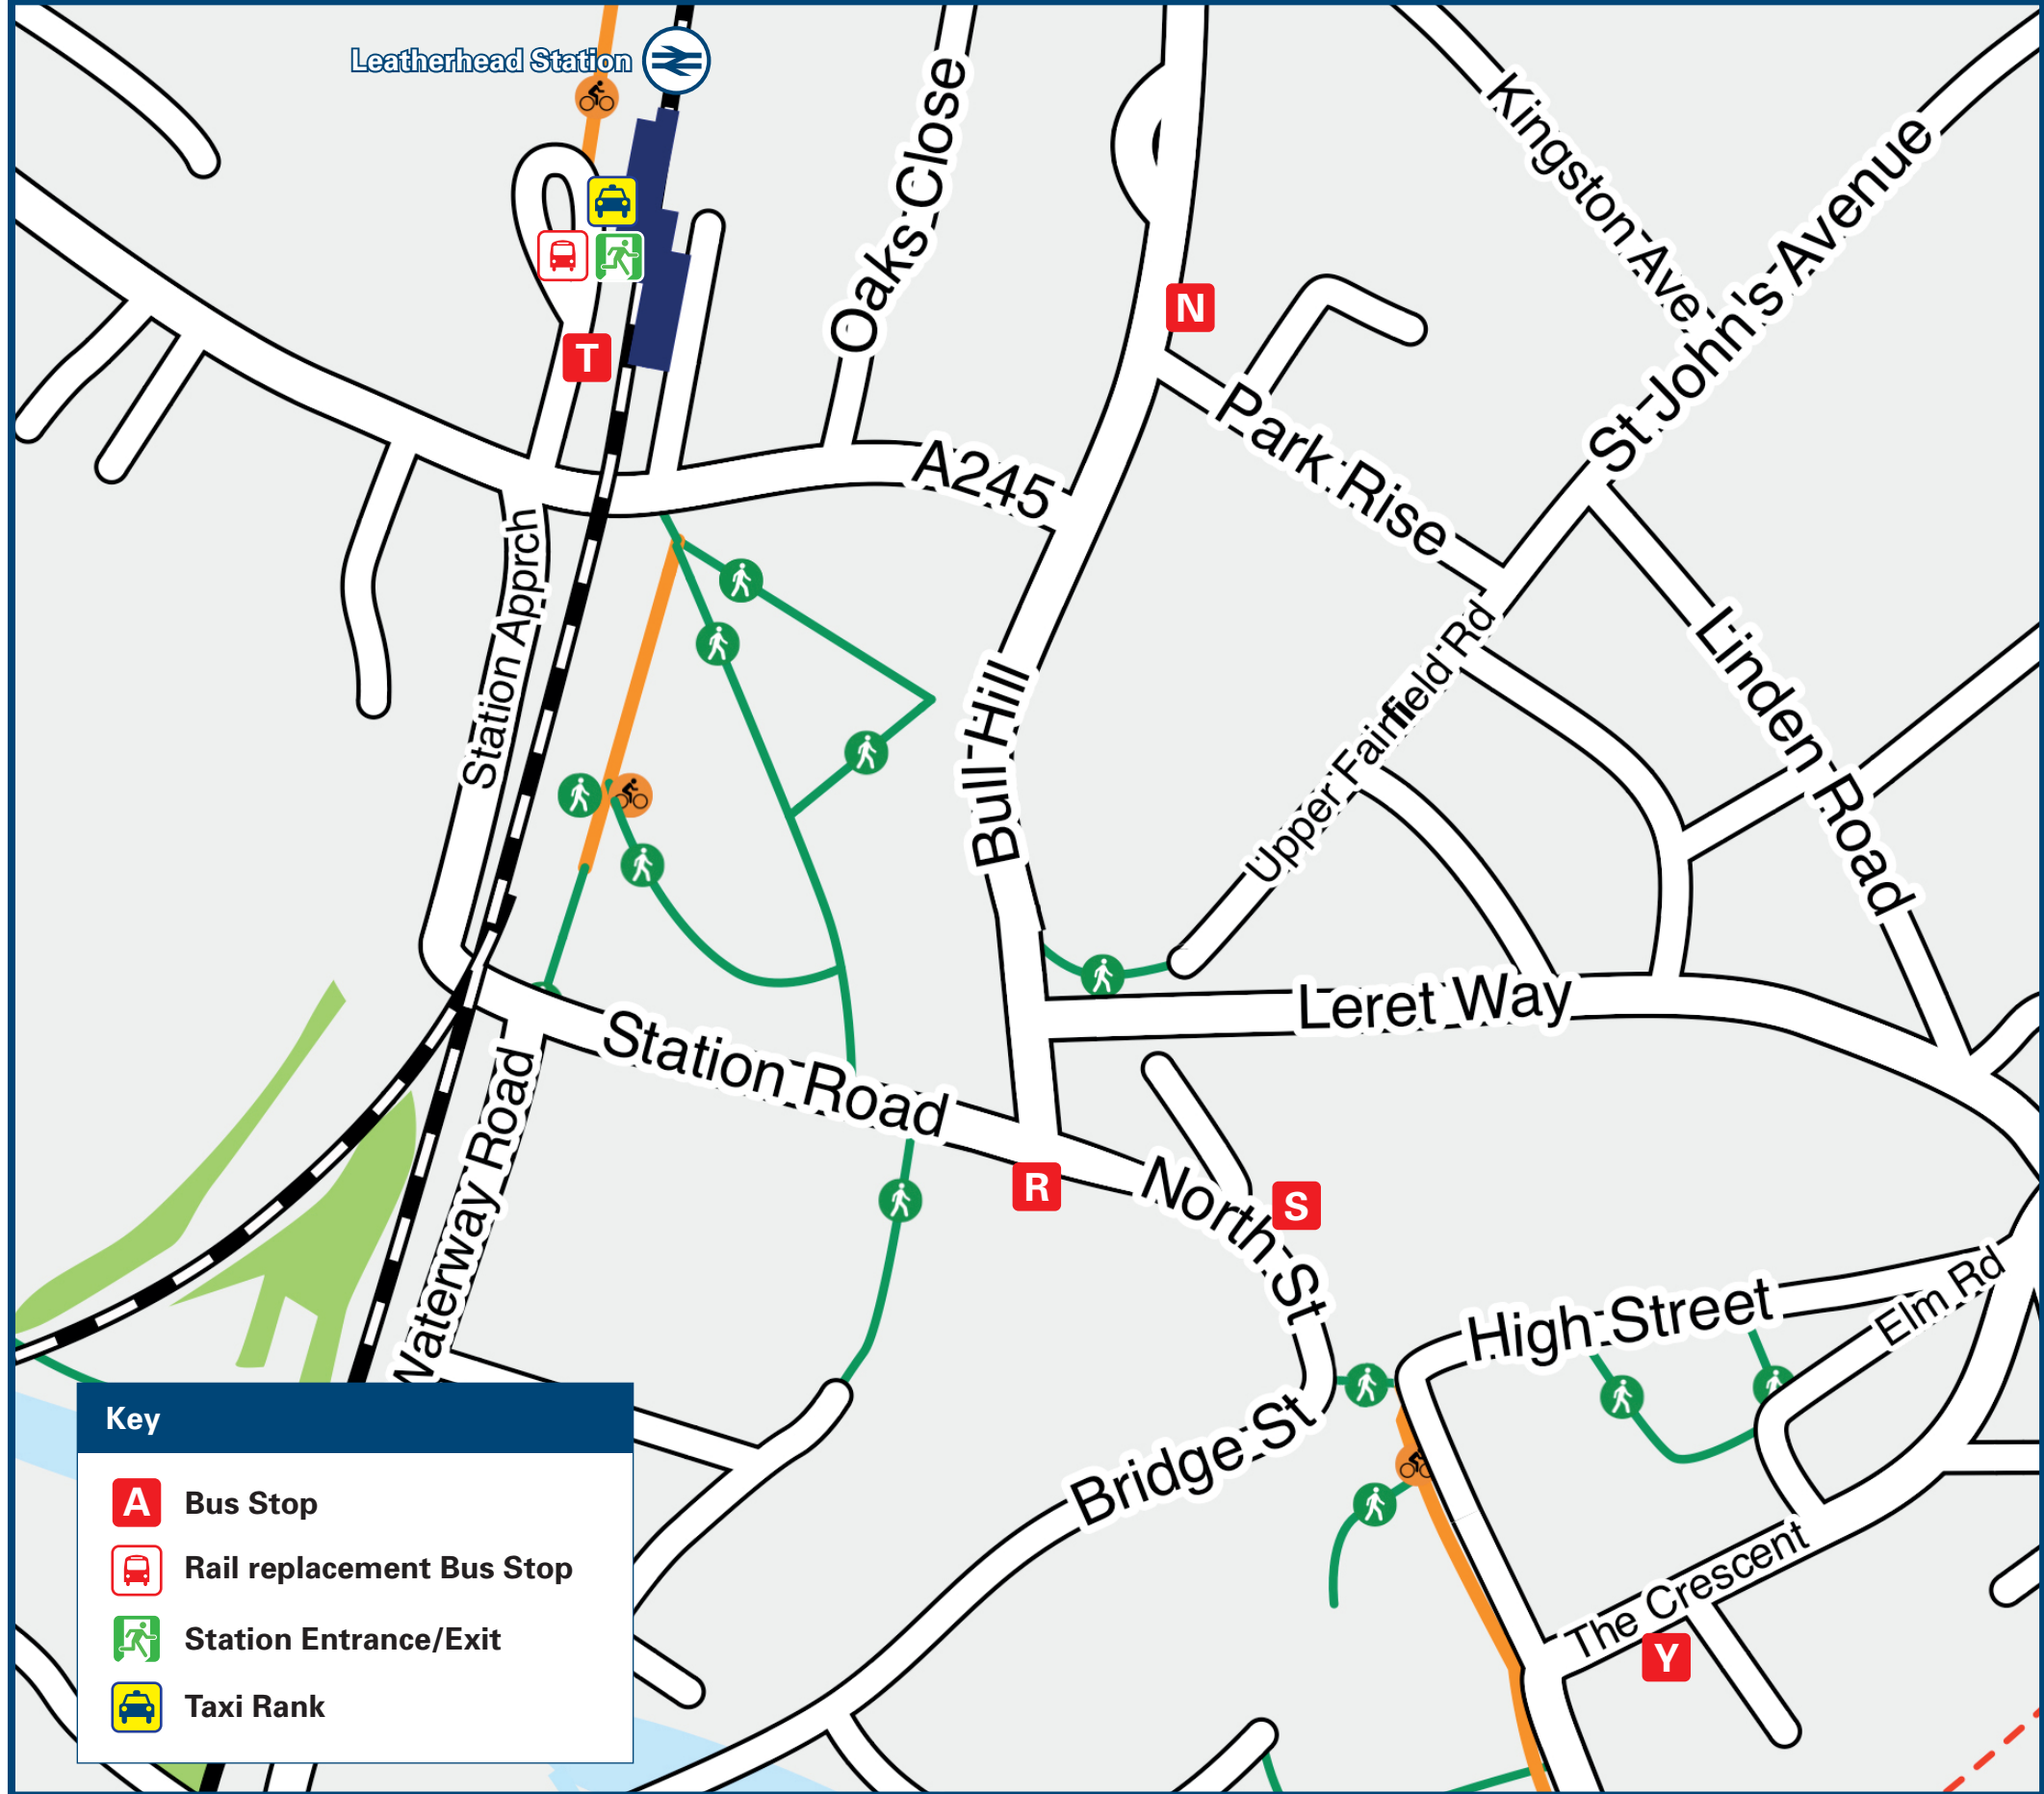 Leatherhead Station
Oaks Close
Kingston Ave
St John's Avenue
N
T
Park Rise
A245
Station Apprch
Bull Hill
Upper Fairfield Rd
Linden Road
Leret Way
Station Road
Waterway Road
R
North St
S
High Street
Elm Rd
Bridge St
The Crescent
Y
Key
A Bus Stop
Rail replacement Bus Stop
Station Entrance/Exit
Taxi Rank